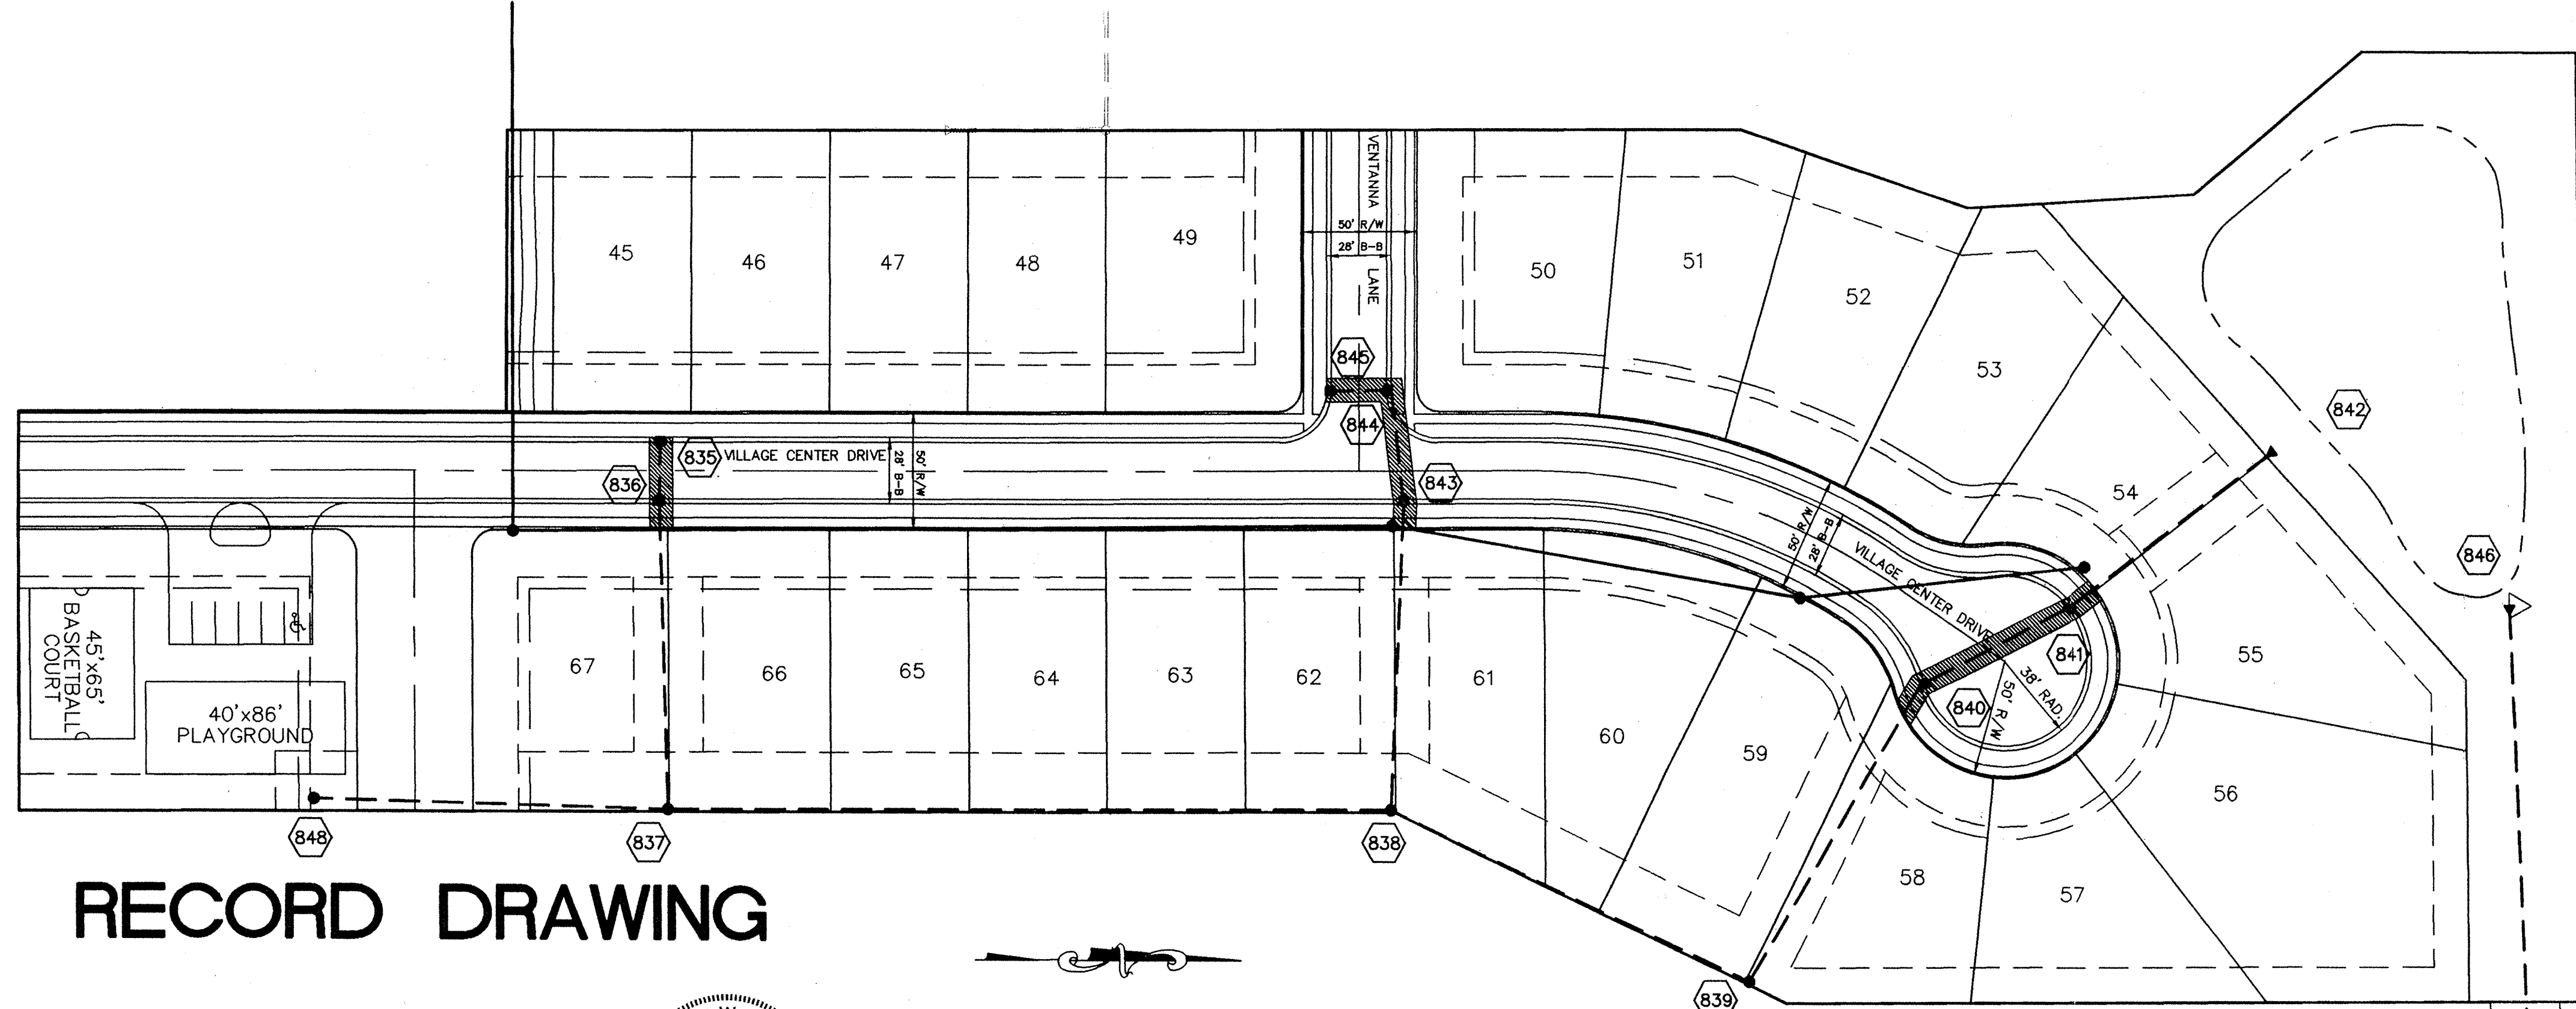 VENTANNA
50' R/W
28' B-B
LANE
45
46
47
48
49
50
51
52
53
54
55
56
57
58
59
60
61
62
63
64
65
66
67
845
844
843
842
846
835
836
VILLAGE CENTER DRIVE
28' B-B
50' R/W
50' R/W
28' B-B
VILLAGE CENTER DRIVE
841
38' RAD.
840
50' R/W
45'x65'
BASKETBALL
COURT
40'x86'
PLAYGROUND
848
837
838
839
RECORD DRAWING